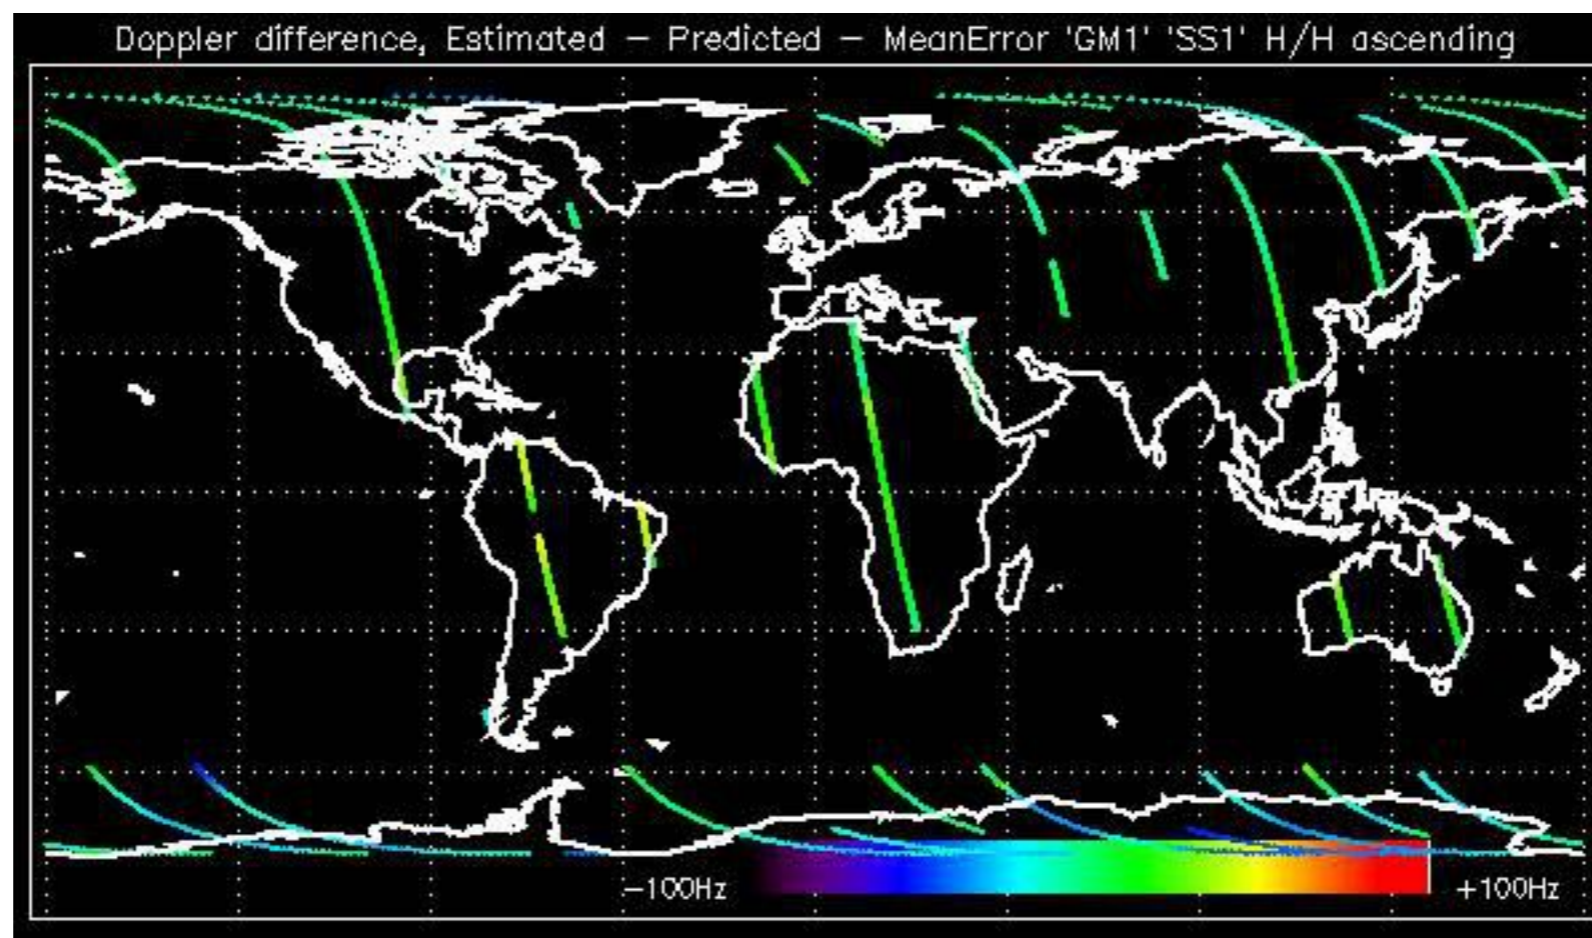 Doppler difference, Estimated – Predicted – MeanError 'GM1' 'SS1' H/H ascending
–100Hz +100Hz